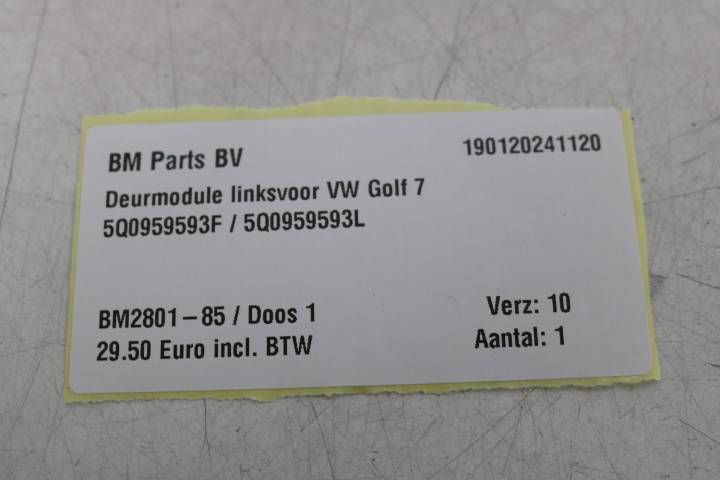 BM Parts BV
190120241120
Deurmodule linksvoor VW Golf 7
5Q0959593F / 5Q0959593L
BM2801-85 / Doos 1
Verz: 10
29.50 Euro incl. BTW
Aantal: 1